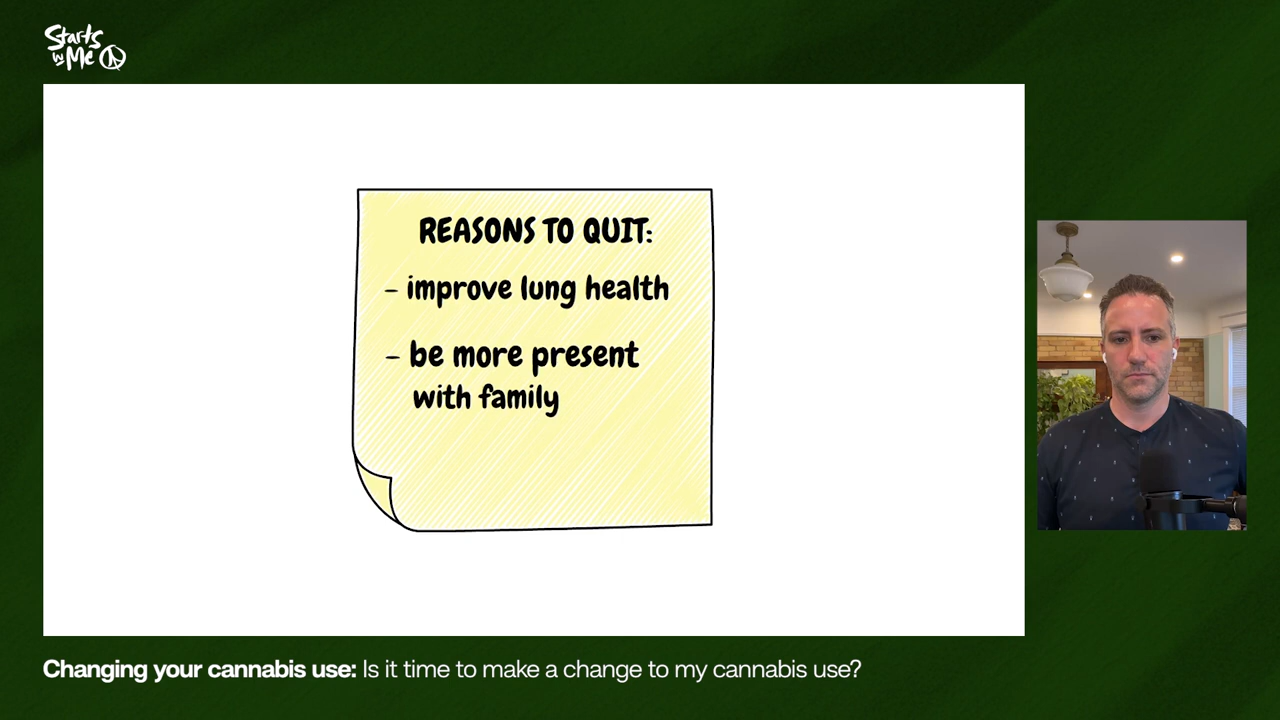 Starts
in Me
REASONS TO QUIT:
- improve lung health
- be more present
with family
Changing your cannabis use: Is it time to make a change to my cannabis use?